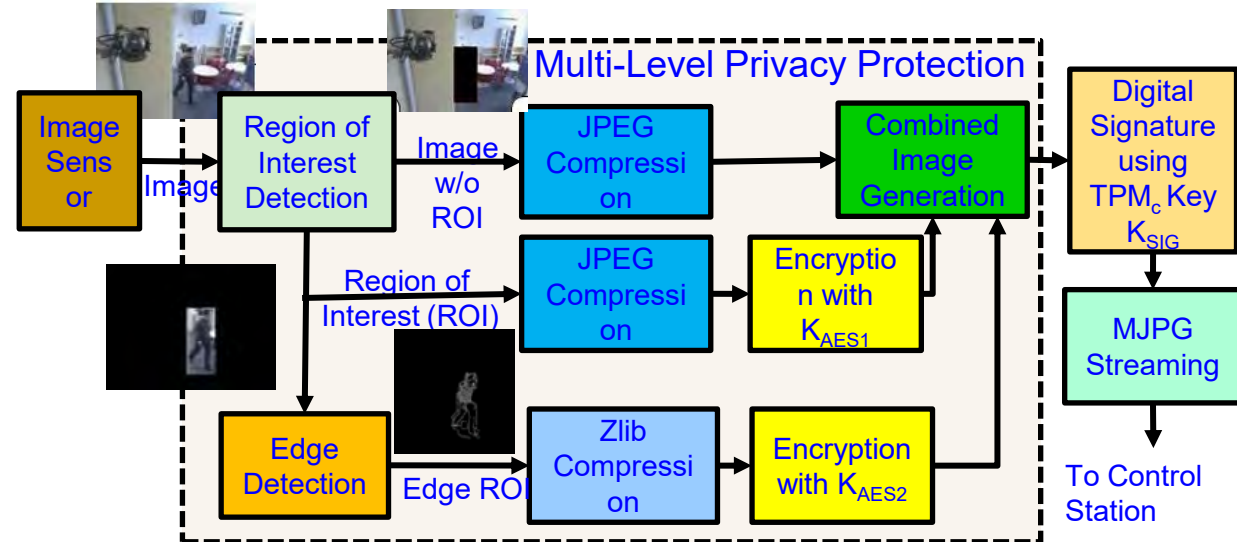 Multi-Level Privacy Protection
Image
Sens
or
Image
Region of
Interest
Detection
Image
w/o
ROI
JPEG
Compressi
on
Combined
Image
Generation
Digital
Signature
using
TPMc Key
KSIG
Region of
Interest (ROI)
JPEG
Compressi
on
Encryptio
n with
KAES1
MJPG
Streaming
Edge
Detection
Edge ROI
Zlib
Compressi
on
Encryption
with KAES2
To Control
Station